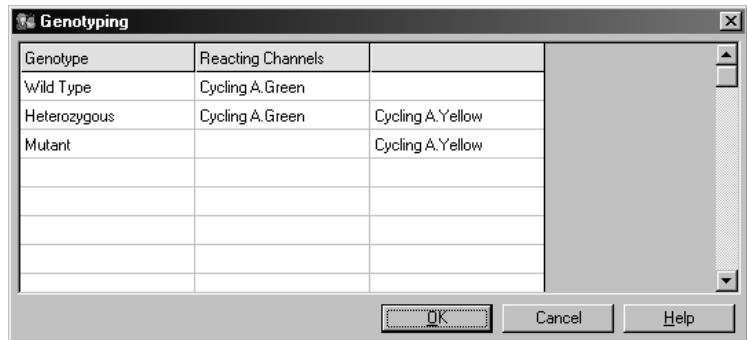 Genotyping
Genotype Reacting Channels
Wild Type Cycling A.Green
Heterozygous Cycling A.Green Cycling A.Yellow
Mutant Cycling A.Yellow
OK Cancel Help